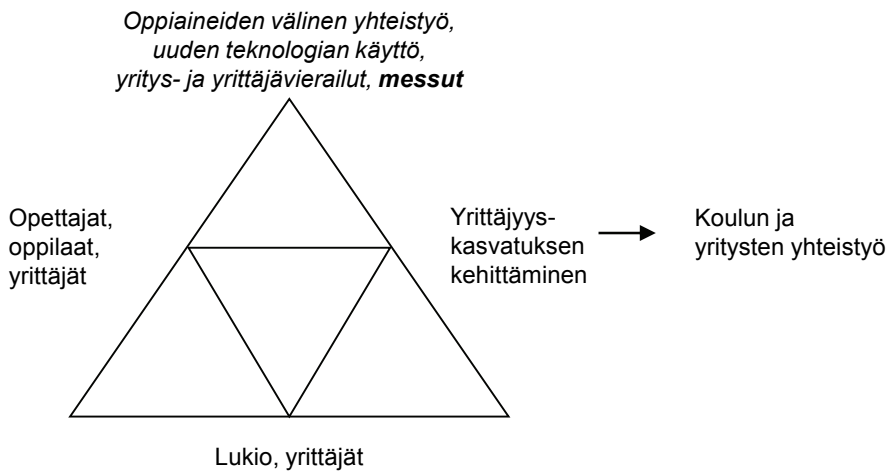 Oppiaineiden välinen yhteistyö,
uuden teknologian käyttö,
yritys- ja yrittäjävierailut, messut
Opettajat,
oppilaat,
yrittäjät
Yrittäjyys-
kasvatuksen
kehittäminen
Koulun ja
yritysten yhteistyö
Lukio, yrittäjät